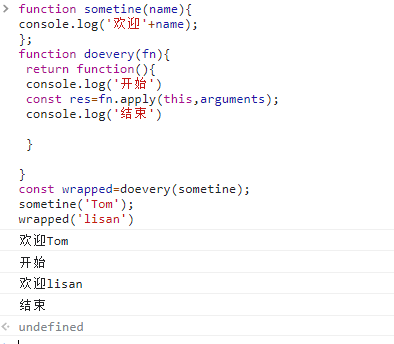 function sometine(name){
console.log('欢迎'+name);
};
function doevery(fn){
return function(){
console.log('开始')
const res=fn.apply(this,arguments);
console.log('结束')
}
}
const wrapped=doevery(sometine);
sometine('Tom');
wrapped('lisan')
欢迎Tom
开始
欢迎lisan
结束
undefined